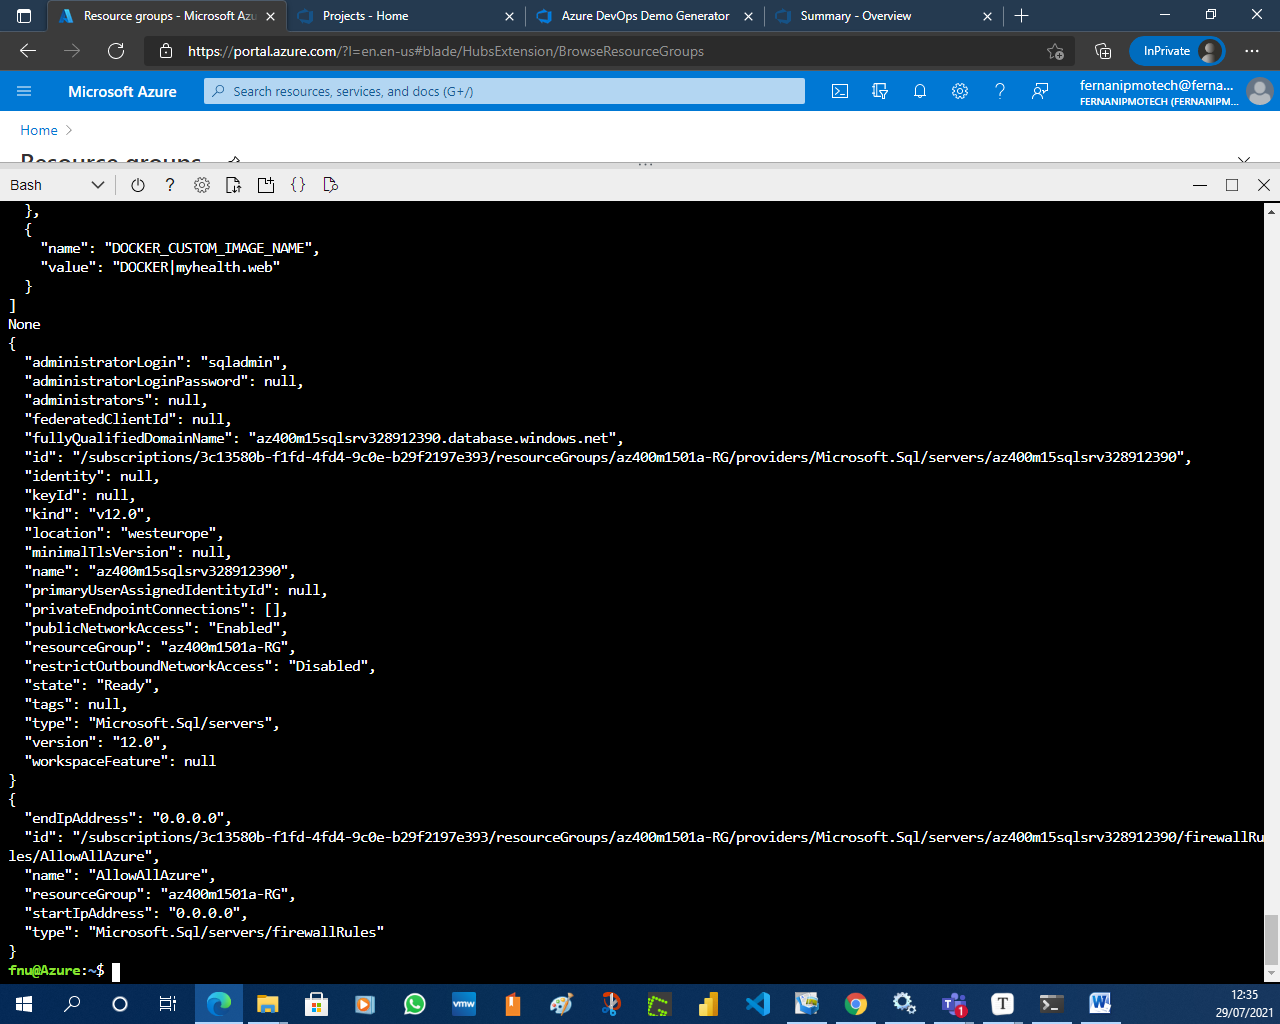 Resource groups - Microsoft Azu
Projects - Home
Azure DevOps Demo Generator
Summary - Overview
https://portal.azure.com/?l=en.en-us#blade/HubsExtension/BrowseResourceGroups
InPrivate
Microsoft Azure
Search resources, services, and docs (G+/)
fernanipmotech@ferna...
FERNANIPMOTECH (FERNANIPM...
Home
Resource groups
Bash
},
{
"name": "DOCKER_CUSTOM_IMAGE_NAME",
"value": "DOCKER|myhealth.web"
}
]
None
{
"administratorLogin": "sqladmin",
"administratorLoginPassword": null,
"administrators": null,
"federatedClientId": null,
"fullyQualifiedDomainName": "az400m15sqlsrv328912390.database.windows.net",
"id": "/subscriptions/3c13580b-f1fd-4fd4-9c0e-b29f2197e393/resourceGroups/az400m1501a-RG/providers/Microsoft.Sql/servers/az400m15sqlsrv328912390",
"identity": null,
"keyId": null,
"kind": "v12.0",
"location": "westeurope",
"minimalTlsVersion": null,
"name": "az400m15sqlsrv328912390",
"primaryUserAssignedIdentityId": null,
"privateEndpointConnections": [],
"publicNetworkAccess": "Enabled",
"resourceGroup": "az400m1501a-RG",
"restrictOutboundNetworkAccess": "Disabled",
"state": "Ready",
"tags": null,
"type": "Microsoft.Sql/servers",
"version": "12.0",
"workspaceFeature": null
}
{
"endIpAddress": "0.0.0.0",
"id": "/subscriptions/3c13580b-f1fd-4fd4-9c0e-b29f2197e393/resourceGroups/az400m1501a-RG/providers/Microsoft.Sql/servers/az400m15sqlsrv328912390/firewallRu
les/AllowAllAzure",
"name": "AllowAllAzure",
"resourceGroup": "az400m1501a-RG",
"startIpAddress": "0.0.0.0",
"type": "Microsoft.Sql/servers/firewallRules"
}
fnu@Azure:~$
vmw
1
T
12:35
29/07/2021